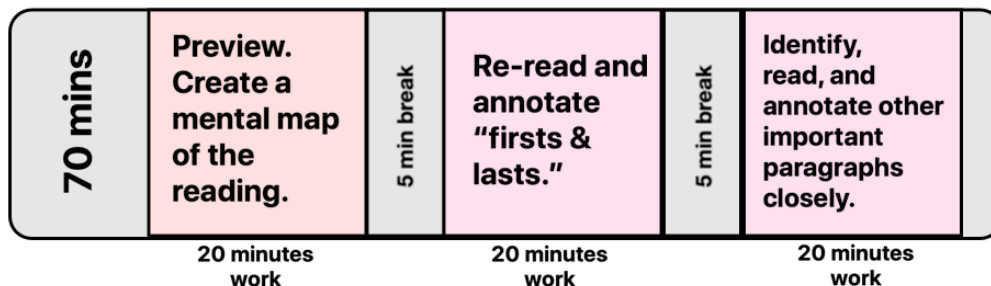 70 mins
Preview.
Create a
mental map
of the
reading.
5 min break
Re-read and
annotate
“firsts &
lasts.”
5 min break
Identify,
read, and
annotate other
important
paragraphs
closely.
20 minutes
work
20 minutes
work
20 minutes
work